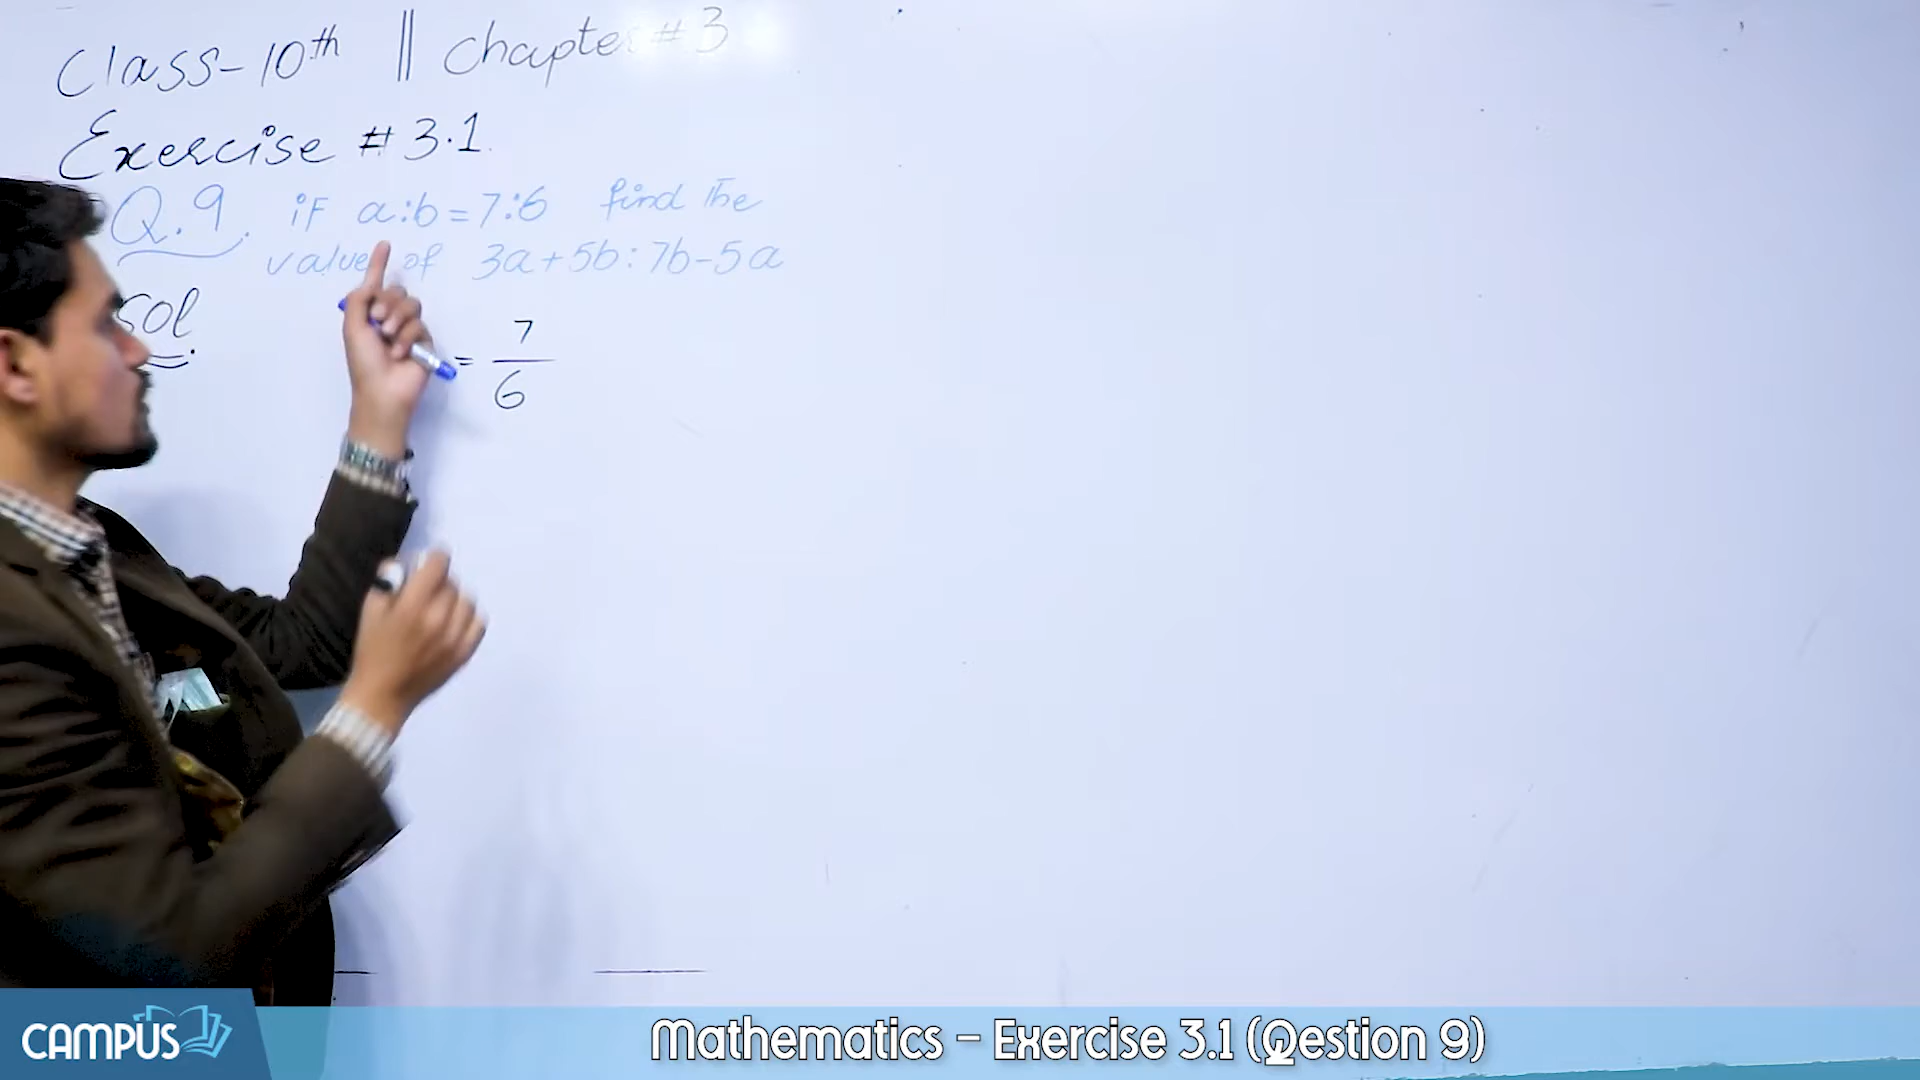 Class-10th || Chapter # 3
Exercise # 3.1
Q.9. if a:b=7:6 find the
value of 3a+5b:7b-5a
Sol
= 7
6
CAMPUS
Mathematics – Exercise 3.1 (Qestion 9)